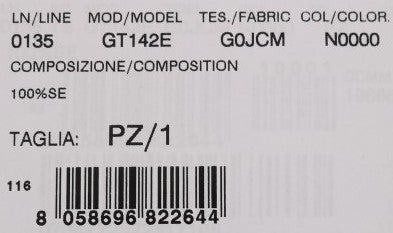 LN/LINE MOD/MODEL TES./FABRIC COL/COLOR.
0135 GT142E G0JCM N0000
COMPOSIZIONE/COMPOSITION
100%SE
TAGLIA: PZ/1
116
8 058696 822644